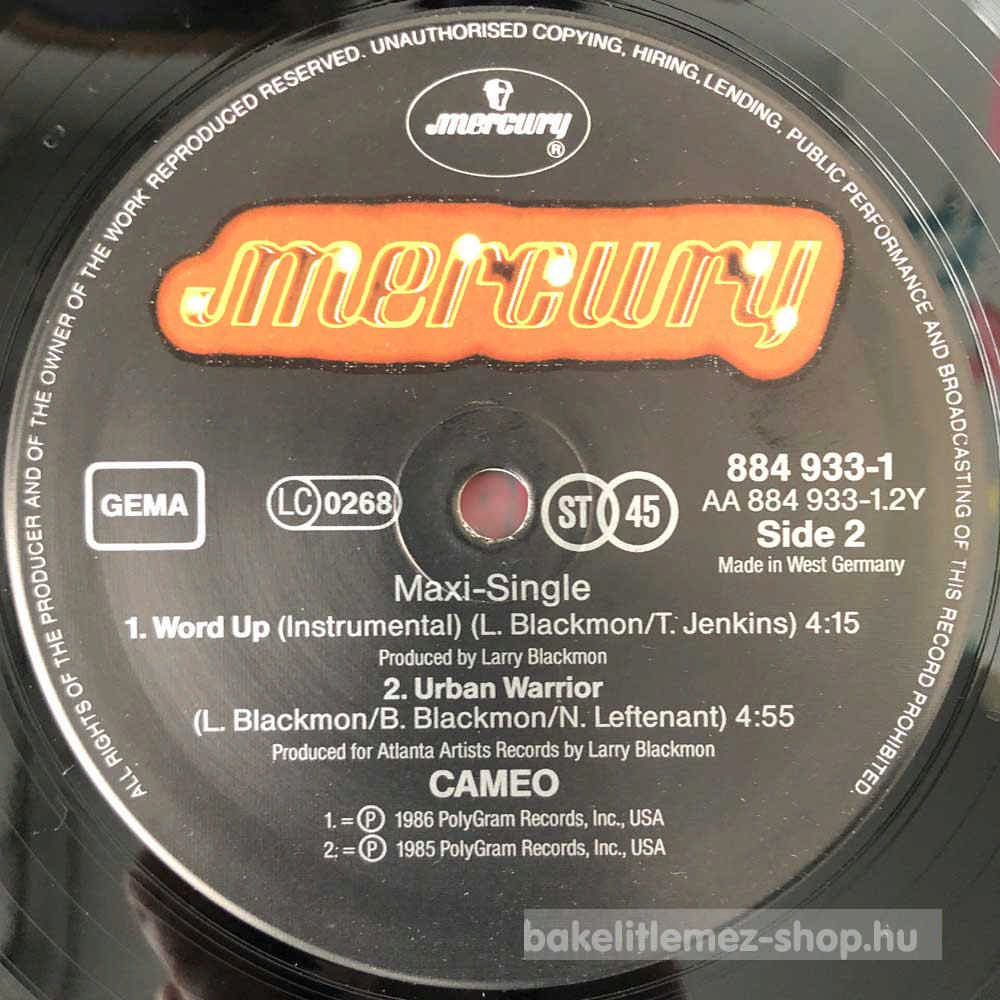 ALL RIGHTS OF THE PRODUCER AND OF THE OWNER OF THE WORK REPRODUCED RESERVED. UNAUTHORISED COPYING, HIRING, LENDING, PUBLIC PERFORMANCE AND BROADCASTING OF THIS RECORD PROHIBITED.
mercury
®
mercury
GEMA
LC 0268
ST 45
884 933-1
AA 884 933-1.2Y
Side 2
Made in West Germany
Maxi-Single
1. Word Up (Instrumental) (L. Blackmon/T. Jenkins) 4:15
Produced by Larry Blackmon
2. Urban Warrior
(L. Blackmon/B. Blackmon/N. Leftenant) 4:55
Produced for Atlanta Artists Records by Larry Blackmon
CAMEO
1. = Ⓟ 1986 PolyGram Records, Inc., USA
2. = Ⓟ 1985 PolyGram Records, Inc., USA
bakelitlemez-shop.hu